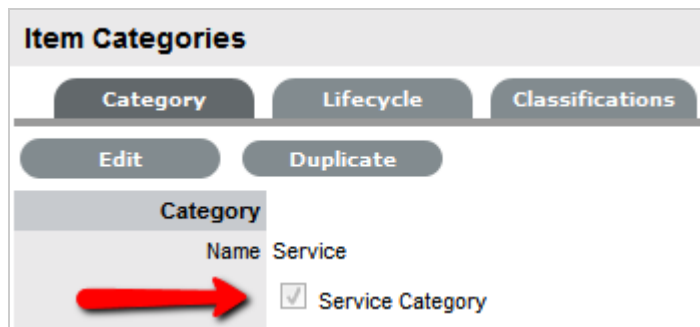 Item Categories
Category Lifecycle Classifications
Edit Duplicate
Category
Name Service
Service Category